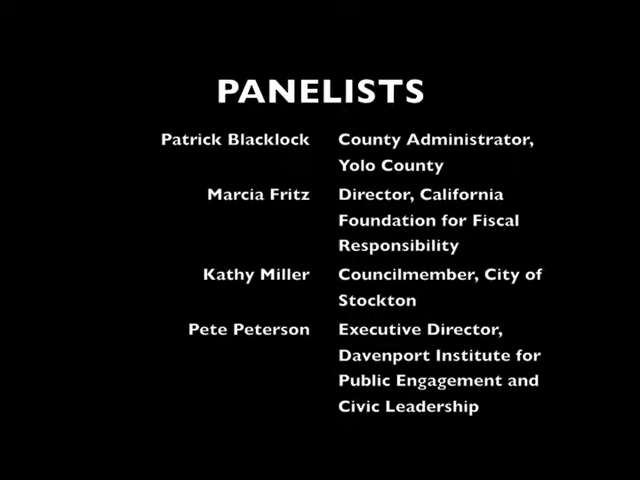 PANELISTS
Patrick Blacklock County Administrator,
Yolo County
Marcia Fritz Director, California
Foundation for Fiscal
Responsibility
Kathy Miller Councilmember, City of
Stockton
Pete Peterson Executive Director,
Davenport Institute for
Public Engagement and
Civic Leadership